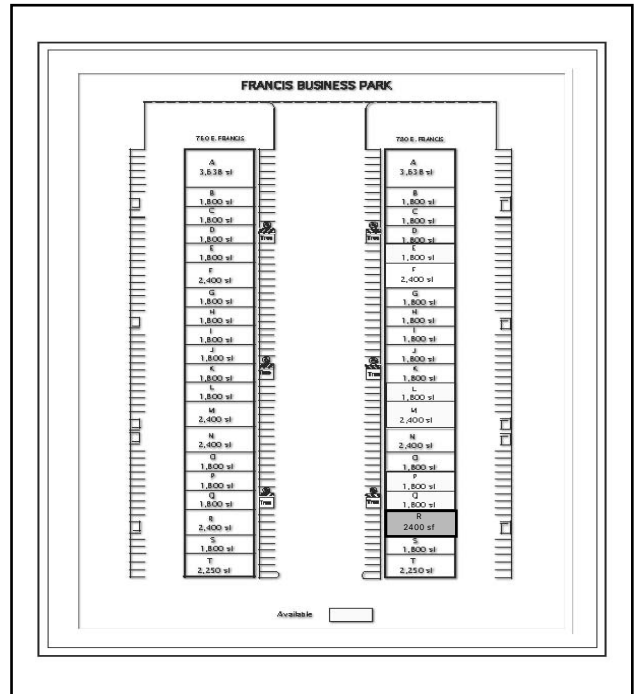 FRANCIS BUSINESS PARK
760 E. FRANCIS
A
3,638 sf
B
1,800 sf
C
1,800 sf
D
1,800 sf
E
1,800 sf
F
2,400 sf
G
1,800 sf
H
1,800 sf
I
1,800 sf
J
1,800 sf
K
1,800 sf
L
1,800 sf
M
2,400 sf
N
2,400 sf
O
1,800 sf
P
1,800 sf
Q
1,800 sf
R
2,400 sf
S
1,800 sf
T
2,250 sf
Tree
Tree
Tree
780 E. FRANCIS
A
3,638 sf
B
1,800 sf
C
1,800 sf
D
1,800 sf
E
1,800 sf
F
2,400 sf
G
1,800 sf
H
1,800 sf
I
1,800 sf
J
1,800 sf
K
1,800 sf
L
1,800 sf
M
2,400 sf
N
2,400 sf
O
1,800 sf
P
1,800 sf
Q
1,800 sf
R
2400 sf
S
1,800 sf
T
2,250 sf
Tree
Tree
Tree
Available